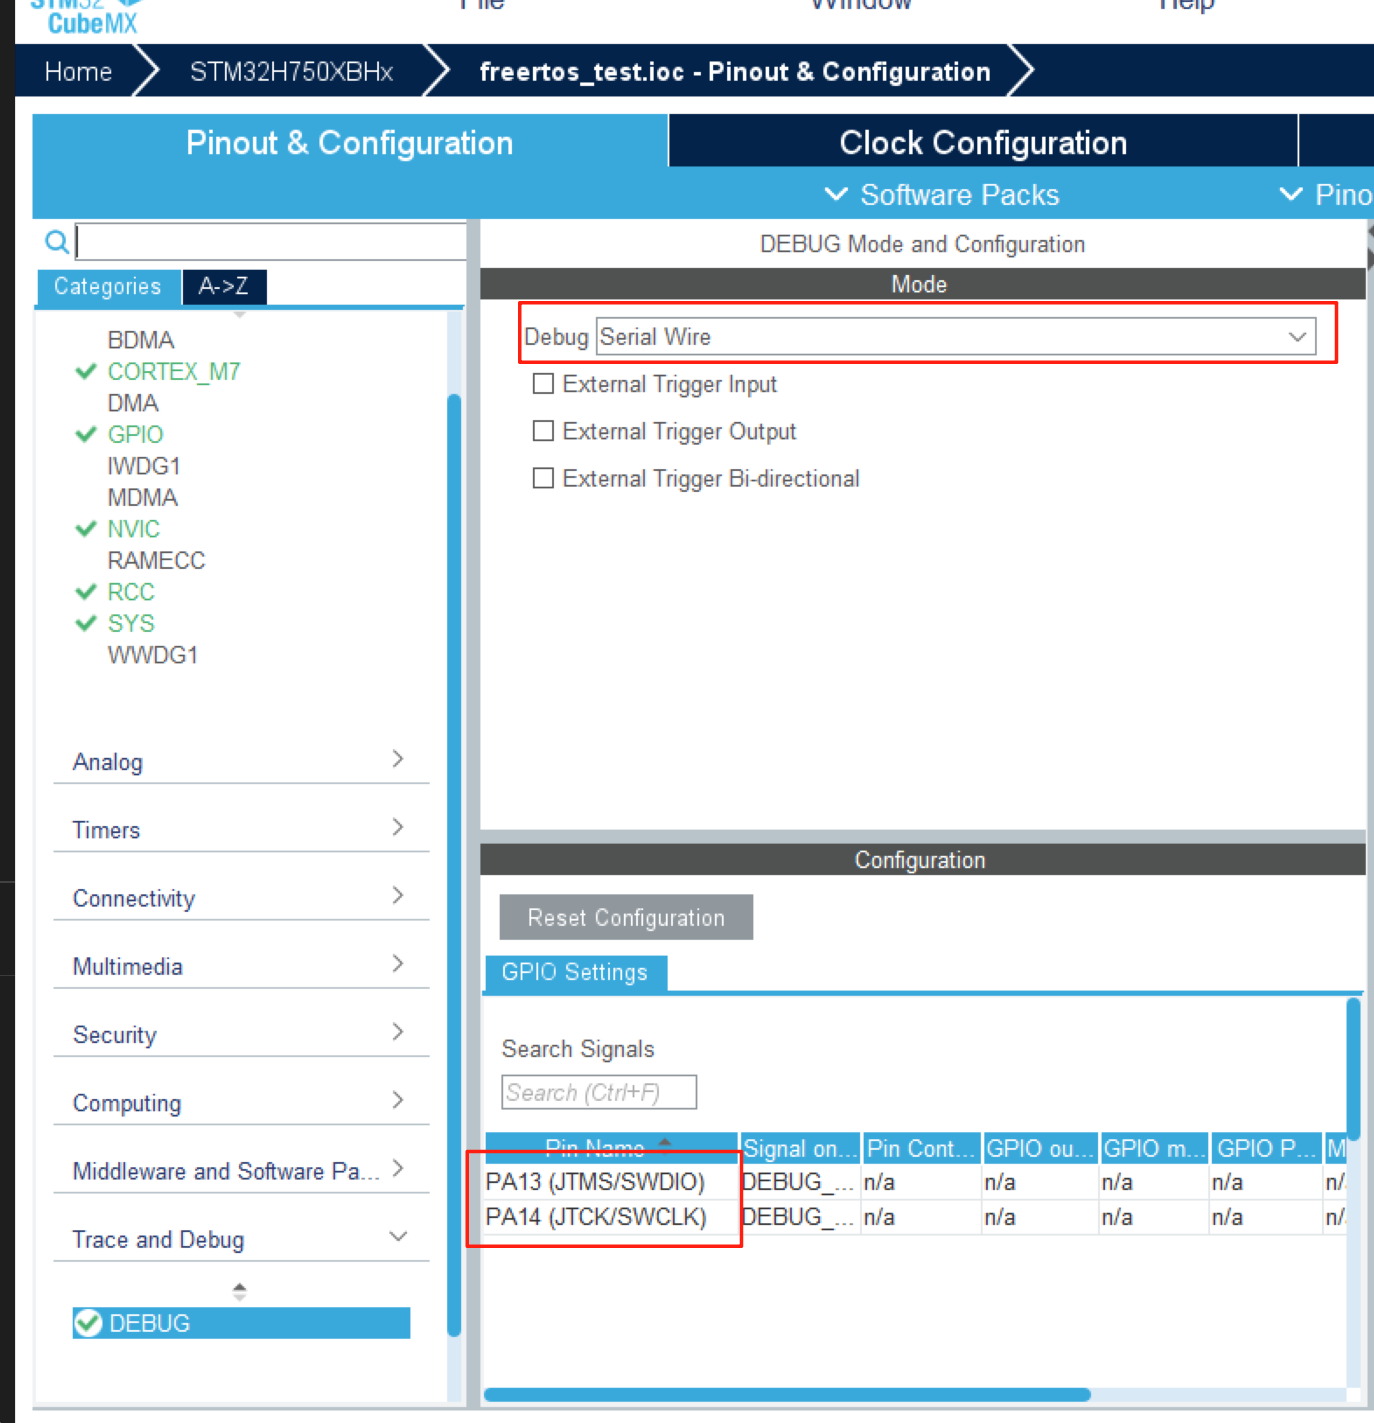 STM32
CubeMX
File Window Help
Home STM32H750XBHx freertos_test.ioc - Pinout & Configuration
Pinout & Configuration Clock Configuration
Software Packs Pino
DEBUG Mode and Configuration
Categories A->Z
Mode
Debug Serial Wire
External Trigger Input
External Trigger Output
External Trigger Bi-directional
BDMA
CORTEX_M7
DMA
GPIO
IWDG1
MDMA
NVIC
RAMECC
RCC
SYS
WWDG1
Analog
Timers
Connectivity
Multimedia
Security
Computing
Middleware and Software Pa...
Trace and Debug
DEBUG
Configuration
Reset Configuration
GPIO Settings
Search Signals
Search (Ctrl+F)
Pin Name Signal on... Pin Cont... GPIO ou... GPIO m... GPIO P... M
PA13 (JTMS/SWDIO) DEBUG_... n/a n/a n/a n/a n/
PA14 (JTCK/SWCLK) DEBUG_... n/a n/a n/a n/a n/